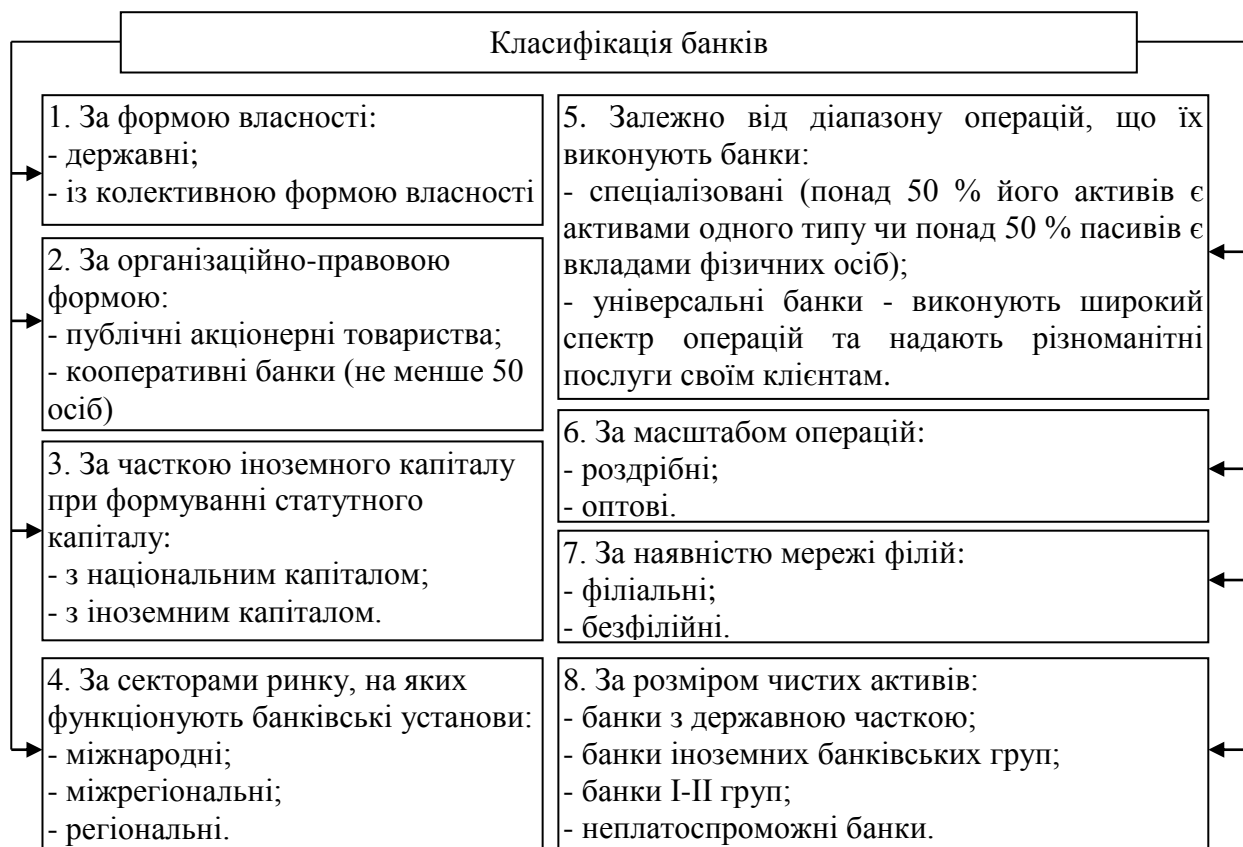 Класифікація банків
1. За формою власності:
- державні;
- із колективною формою власності
2. За організаційно-правовою
формою:
- публічні акціонерні товариства;
- кооперативні банки (не менше 50
осіб)
3. За часткою іноземного капіталу
при формуванні статутного
капіталу:
- з національним капіталом;
- з іноземним капіталом.
4. За секторами ринку, на яких
функціонують банківські установи:
- міжнародні;
- міжрегіональні;
- регіональні.
5. Залежно від діапазону операцій, що їх
виконують банки:
- спеціалізовані (понад 50 % його активів є
активами одного типу чи понад 50 % пасивів є
вкладами фізичних осіб);
- універсальні банки - виконують широкий
спектр операцій та надають різноманітні
послуги своїм клієнтам.
6. За масштабом операцій:
- роздрібні;
- оптові.
7. За наявністю мережі філій:
- філіальні;
- безфілійні.
8. За розміром чистих активів:
- банки з державною часткою;
- банки іноземних банківських груп;
- банки I-II груп;
- неплатоспроможні банки.